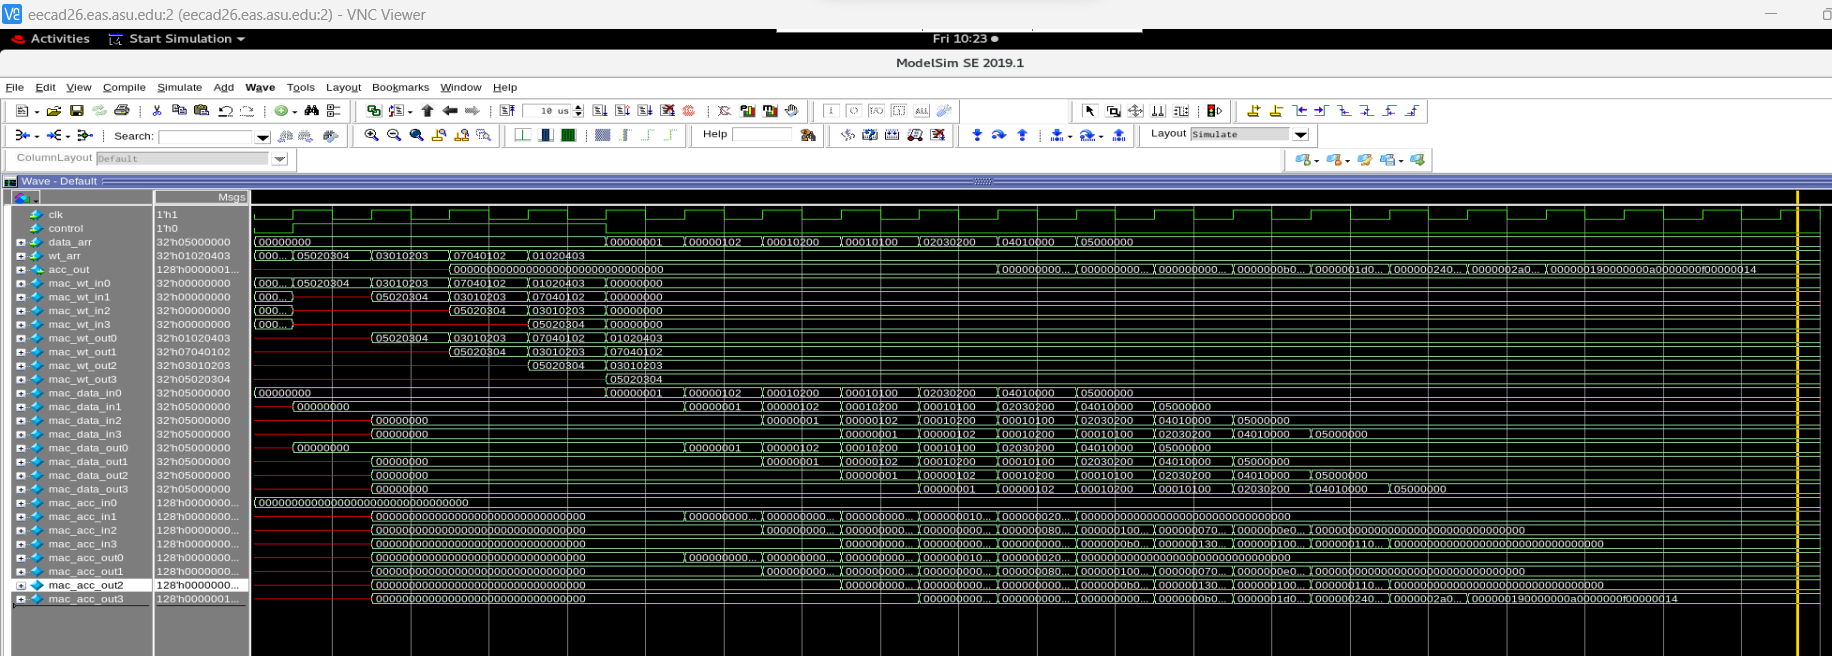 eecad26.eas.asu.edu:2 (eecad26.eas.asu.edu:2) - VNC Viewer
Activities Start Simulation Fri 10:23
ModelSim SE 2019.1
File Edit View Compile Simulate Add Wave Tools Layout Bookmarks Window Help
10 us ALL
Search: Help Layout Simulate
ColumnLayout Default
Wave - Default
Msgs
clk 1'h1
control 1'h0
data_arr 32'h05000000 00000000 00000001 00000102 00010200 00010100 02030200 04010000 05000000
wt_arr 32'h01020403 000... 05020304 03010203 07040102 01020403
acc_out 128'h0000001... 00000000000000000000000000000000 000000000... 000000000... 000000000... 0000000b0... 0000001d0... 000000240... 0000002a0... 000000190000000a0000000f00000014
mac_wt_in0 32'h00000000 000... 05020304 03010203 07040102 01020403 00000000
mac_wt_in1 32'h00000000 000... 05020304 03010203 07040102 00000000
mac_wt_in2 32'h00000000 000... 05020304 03010203 00000000
mac_wt_in3 32'h00000000 000... 05020304 00000000
mac_wt_out0 32'h01020403 05020304 03010203 07040102 01020403
mac_wt_out1 32'h07040102 05020304 03010203 07040102
mac_wt_out2 32'h03010203 05020304 03010203
mac_wt_out3 32'h05020304 05020304
mac_data_in0 32'h05000000 00000000 00000001 00000102 00010200 00010100 02030200 04010000 05000000
mac_data_in1 32'h05000000 00000000 00000001 00000102 00010200 00010100 02030200 04010000 05000000
mac_data_in2 32'h05000000 00000000 00000001 00000102 00010200 00010100 02030200 04010000 05000000
mac_data_in3 32'h05000000 00000000 00000001 00000102 00010200 00010100 02030200 04010000 05000000
mac_data_out0 32'h05000000 00000000 00000001 00000102 00010200 00010100 02030200 04010000 05000000
mac_data_out1 32'h05000000 00000000 00000001 00000102 00010200 00010100 02030200 04010000 05000000
mac_data_out2 32'h05000000 00000000 00000001 00000102 00010200 00010100 02030200 04010000 05000000
mac_data_out3 32'h05000000 00000000 00000001 00000102 00010200 00010100 02030200 04010000 05000000
mac_acc_in0 128'h0000000... 00000000000000000000000000000000
mac_acc_in1 128'h0000000... 00000000000000000000000000000000 000000000... 000000000... 000000000... 000000010... 000000020... 00000000000000000000000000000000
mac_acc_in2 128'h0000000... 00000000000000000000000000000000 000000000... 000000000... 000000000... 000000080... 000000100... 000000070... 0000000e0... 00000000000000000000000000000000
mac_acc_in3 128'h0000000... 00000000000000000000000000000000 000000000... 000000000... 000000000... 0000000b0... 000000130... 000000100... 000000110... 00000000000000000000000000000000
mac_acc_out0 128'h0000000... 00000000000000000000000000000000 000000000... 000000000... 000000000... 000000010... 000000020... 00000000000000000000000000000000
mac_acc_out1 128'h0000000... 00000000000000000000000000000000 000000000... 000000000... 000000000... 000000080... 000000100... 000000070... 0000000e0... 00000000000000000000000000000000
mac_acc_out2 128'h0000000... 00000000000000000000000000000000 000000000... 000000000... 000000000... 0000000b0... 000000130... 000000100... 000000110... 00000000000000000000000000000000
mac_acc_out3 128'h0000001... 00000000000000000000000000000000 000000000... 000000000... 000000000... 0000000b0... 0000001d0... 000000240... 0000002a0... 000000190000000a0000000f00000014